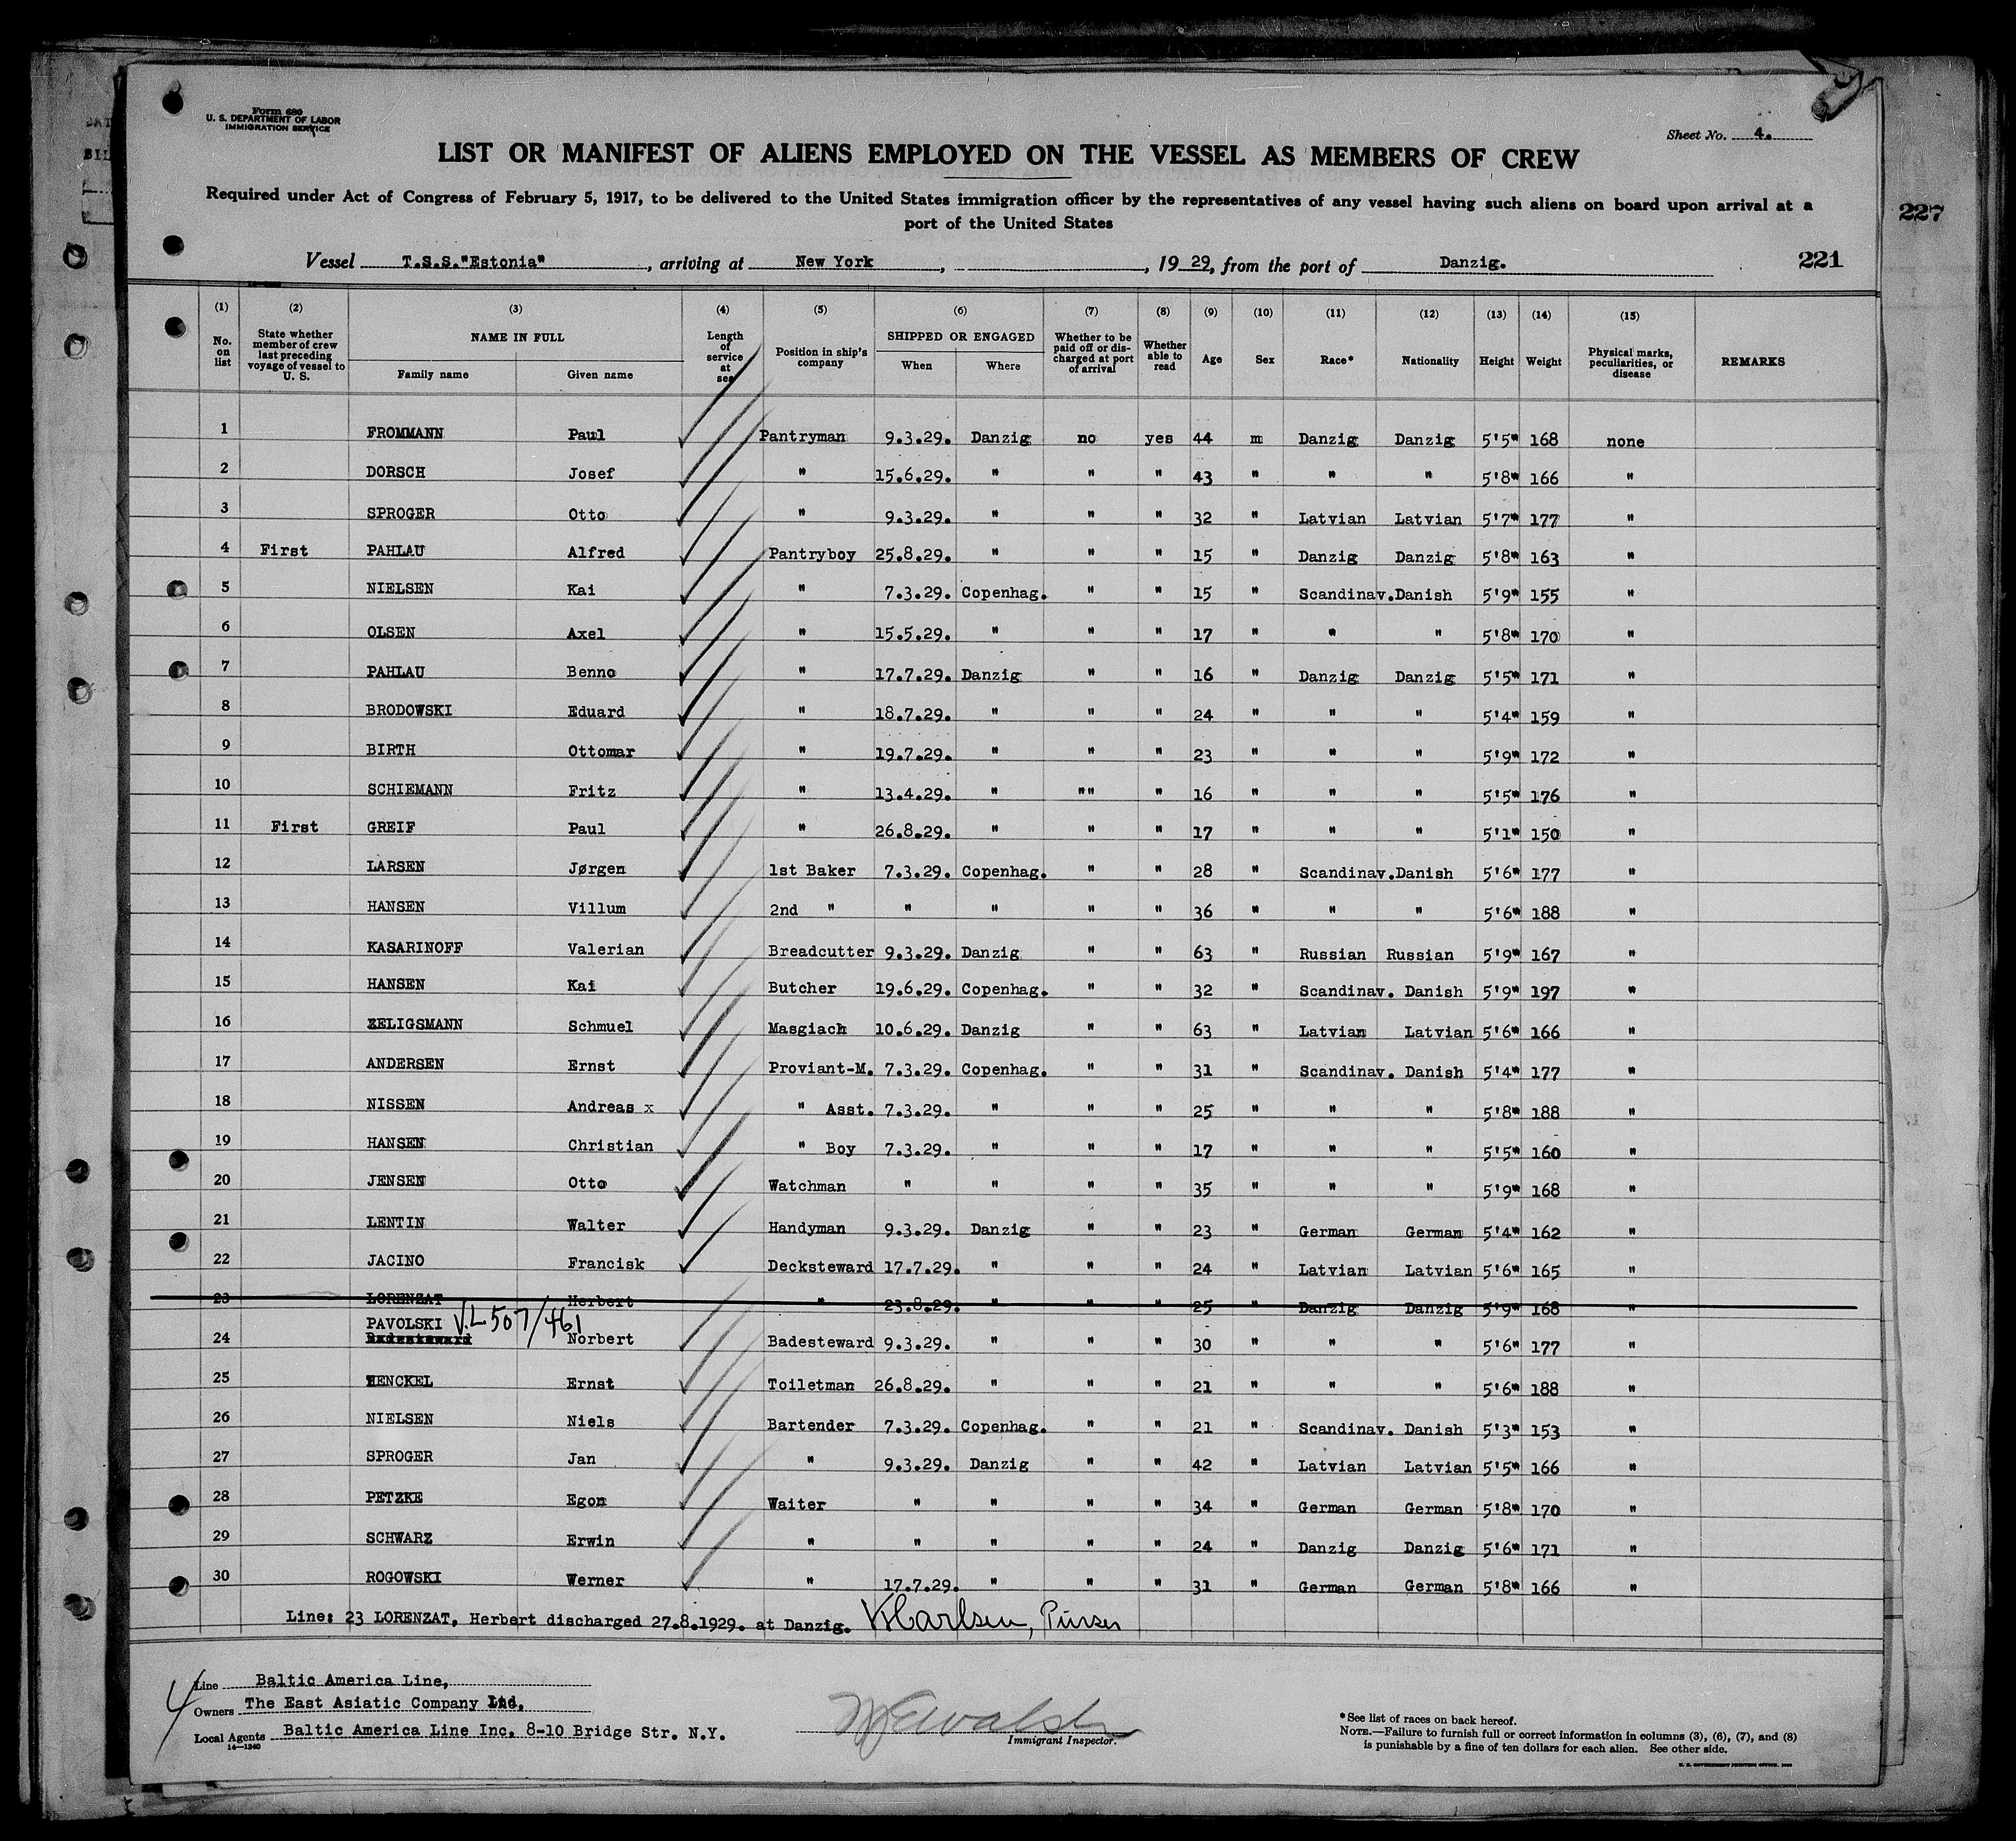 Form 680
U. S. DEPARTMENT OF LABOR
IMMIGRATION SERVICE
Sheet No. 4.
LIST OR MANIFEST OF ALIENS EMPLOYED ON THE VESSEL AS MEMBERS OF CREW
Required under Act of Congress of February 5, 1917, to be delivered to the United States immigration officer by the representatives of any vessel having such aliens on board upon arrival at a
port of the United States
227
Vessel T.S.S."Estonia", arriving at New York, , 19 29, from the port of Danzig.
221
(1) (2) (3) (4) (5) (6) (7) (8) (9) (10) (11) (12) (13) (14) (15)
No. on list State whether member of crew last preceding voyage of vessel to U. S. NAME IN FULL Family name Given name Length of service at sea Position in ship's company SHIPPED OR ENGAGED When Where Whether to be paid off or discharged at port of arrival Whether able to read Age Sex Race* Nationality Height Weight Physical marks, peculiarities, or disease REMARKS
1 FROMMANN Paul Pantryman 9.3.29. Danzig no yes 44 m Danzig Danzig 5'5" 168 none
2 DORSCH Josef " 15.6.29. " " " 43 " " " 5'8" 166 "
3 SPROGER Otto " 9.3.29. " " " 32 " Latvian Latvian 5'7" 177 "
4 First PAHLAU Alfred Pantryboy 25.8.29. " " " 15 " Danzig Danzig 5'8" 163 "
5 NIELSEN Kai " 7.3.29. Copenhag. " " 15 " Scandinav. Danish 5'9" 155 "
6 OLSEN Axel " 15.5.29. " " " 17 " " " 5'8" 170 "
7 PAHLAU Benno " 17.7.29. Danzig " " 16 " Danzig Danzig 5'5" 171 "
8 BRODOWSKI Eduard " 18.7.29. " " " 24 " " " 5'4" 159 "
9 BIRTH Ottomar " 19.7.29. " " " 23 " " " 5'9" 172 "
10 SCHIEMANN Fritz " 13.4.29. " "" " 16 " " " 5'5" 176 "
11 First GREIF Paul " 26.8.29. " " " 17 " " " 5'1" 150 "
12 LARSEN Jørgen 1st Baker 7.3.29. Copenhag. " " 28 " Scandinav. Danish 5'6" 177 "
13 HANSEN Villum 2nd " " " " " 36 " " " 5'6" 188 "
14 KASARINOFF Valerian Breadcutter 9.3.29. Danzig " " 63 " Russian Russian 5'9" 167 "
15 HANSEN Kai Butcher 19.6.29. Copenhag. " " 32 " Scandinav. Danish 5'9" 197 "
16 ZELIGSMANN Schmuel Masgiach 10.6.29. Danzig " " 63 " Latvian Latvian 5'6" 166 "
17 ANDERSEN Ernst Proviant-M. 7.3.29. Copenhag. " " 31 " Scandinav. Danish 5'4" 177 "
18 NISSEN Andreas x " Asst. 7.3.29. " " " 25 " " " 5'8" 188 "
19 HANSEN Christian " Boy 7.3.29. " " " 17 " " " 5'5" 160 "
20 JENSEN Otto Watchman " " " " 35 " " " 5'9" 168 "
21 LENTIN Walter Handyman 9.3.29. Danzig " " 23 " German German 5'4" 162 "
22 JACINO Francisk Decksteward 17.7.29. " " " 24 " Latvian Latvian 5'6" 165 "
23 LORENZAT Herbert " 23.8.29. " " " 25 " Danzig Danzig 5'9" 168 "
PAVOLSKI V.L 507/461
24 Badesteward Norbert Badesteward 9.3.29. " " " 30 " " " 5'6" 177 "
25 HENCKEL Ernst Toiletman 26.8.29. " " " 21 " " " 5'6" 188 "
26 NIELSEN Niels Bartender 7.3.29. Copenhag. " " 21 " Scandinav. Danish 5'3" 153 "
27 SPROGER Jan " 9.3.29. Danzig " " 42 " Latvian Latvian 5'5" 166 "
28 PETZKE Egon Waiter " " " " 34 " German German 5'8" 170 "
29 SCHWARZ Erwin " " " " " 24 " Danzig Danzig 5'6" 171 "
30 ROGOWSKI Werner " 17.7.29. " " " 31 " German German 5'8" 166 "
Line: 23 LORENZAT, Herbert discharged 27.8.1929. at Danzig. Carlsen, Purser
4
Line Baltic America Line,
Owners The East Asiatic Company Ltd,
Local Agents Baltic America Line Inc. 8-10 Bridge Str. N.Y.
14-1240
Walsh
Immigrant Inspector.
*See list of races on back hereof.
NOTE.—Failure to furnish full or correct information in columns (3), (6), (7), and (8)
is punishable by a fine of ten dollars for each alien. See other side.